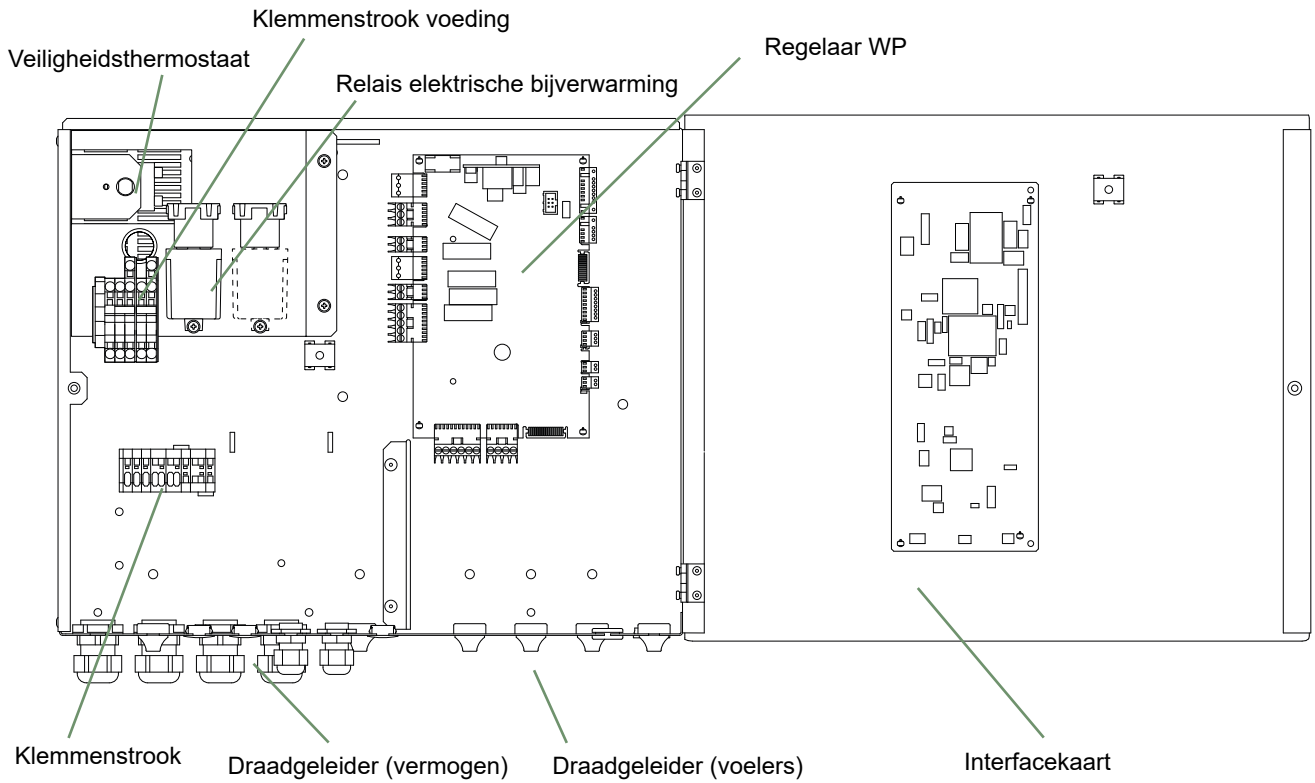 Klemmenstrook voeding
Veiligheidsthermostaat
Regelaar WP
Relais elektrische bijverwarming
Klemmenstrook
Draadgeleider (vermogen)
Draadgeleider (voelers)
Interfacekaart